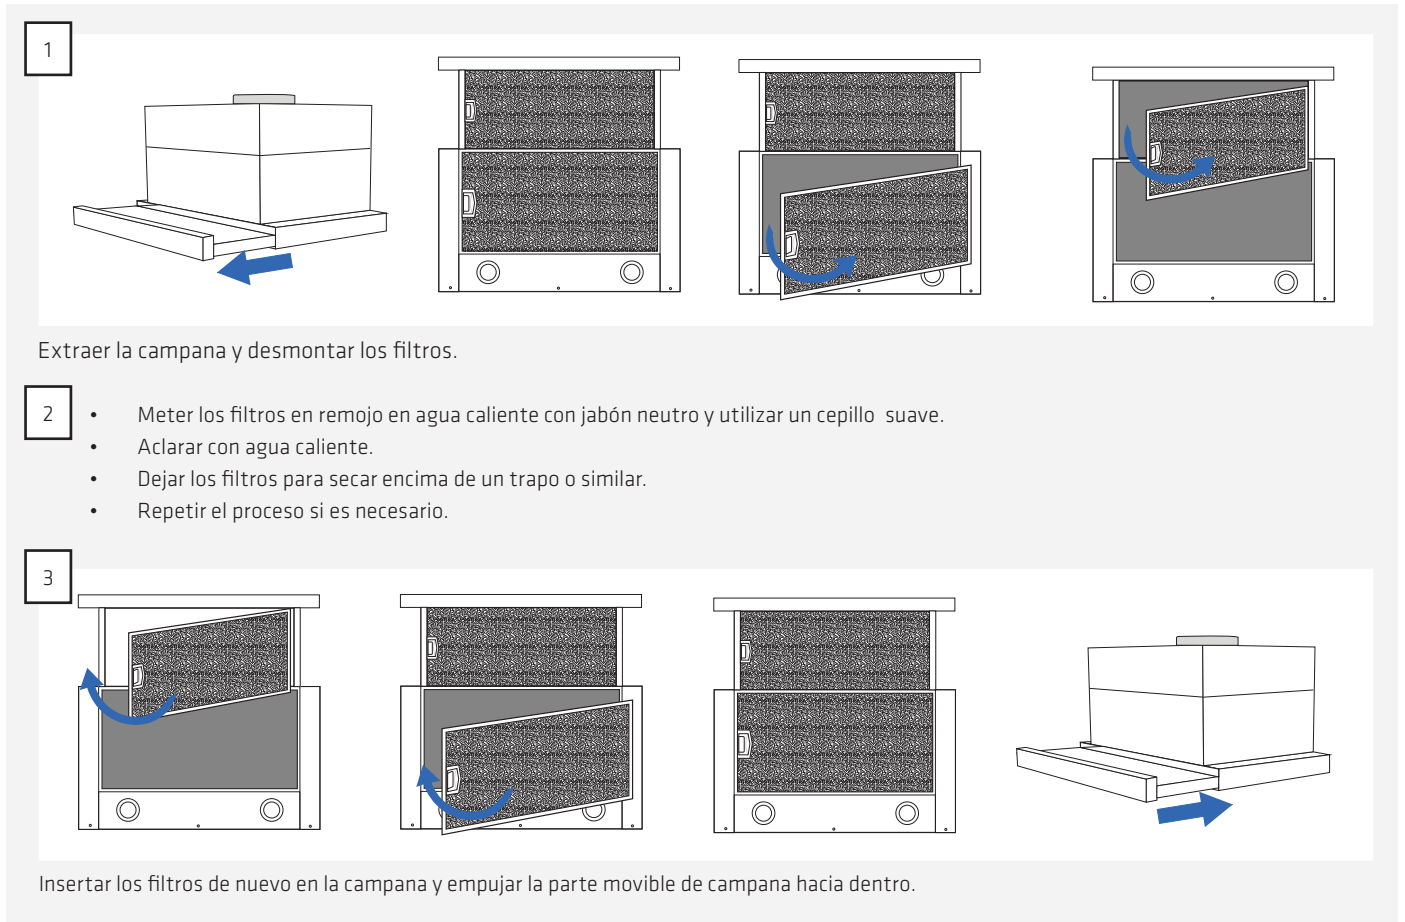 1
Extraer la campana y desmontar los filtros.
2
• Meter los filtros en remojo en agua caliente con jabón neutro y utilizar un cepillo suave.
• Aclarar con agua caliente.
• Dejar los filtros para secar encima de un trapo o similar.
• Repetir el proceso si es necesario.
3
Insertar los filtros de nuevo en la campana y empujar la parte movible de campana hacia dentro.